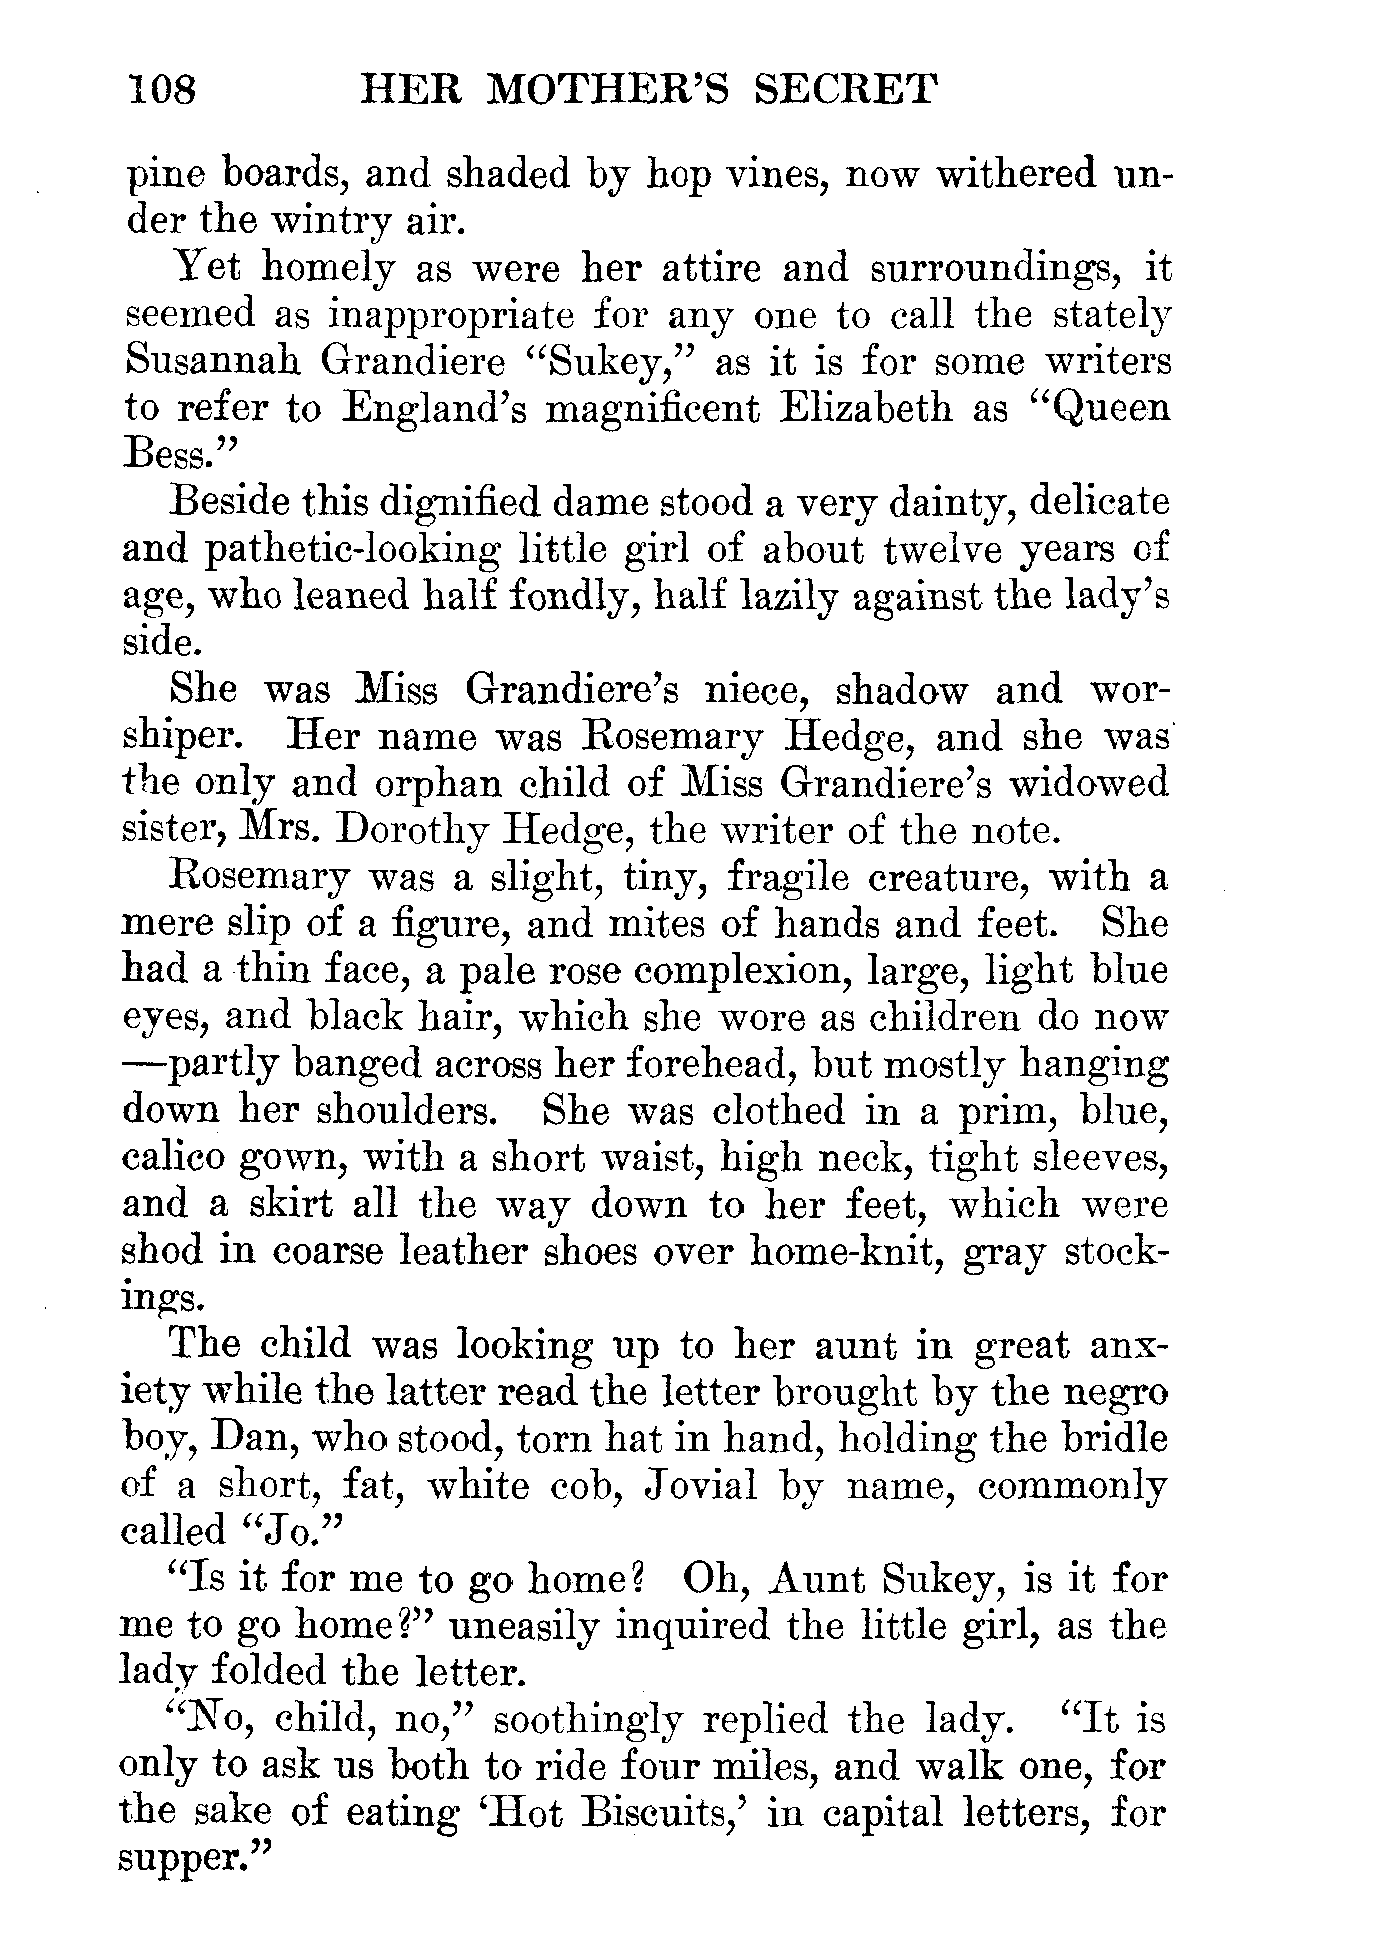 108 HER MOTHER'S SECRET
pine boards, and shaded by hop vines, now withered un-
der the wintry air.
Yet homely as were her attire and surroundings, it
seemed as inappropriate for any one to call the stately
Susannah Grandiere “Sukey,” as it is for some writers
to refer to England's magnificent Elizabeth as “Queen
Bess.”
Beside this dignified dame stood a very dainty, delicate
and pathetic-looking little girl of about twelve years of
age, who leaned half fondly, half lazily against the lady's
side.
She was Miss Grandiere's niece, shadow and wor-
shiper. Her name was Rosemary Hedge, and she was
the only and orphan child of Miss Grandiere's widowed
sister, Mrs. Dorothy Hedge, the writer of the note.
Rosemary was a slight, tiny, fragile creature, with a
mere slip of a figure, and mites of hands and feet. She
had a thin face, a pale rose complexion, large, light blue
eyes, and black hair, which she wore as children do now
—partly banged across her forehead, but mostly hanging
down her shoulders. She was clothed in a prim, blue,
calico gown, with a short waist, high neck, tight sleeves,
and a skirt all the way down to her feet, which were
shod in coarse leather shoes over home-knit, gray stock-
ings.
The child was looking up to her aunt in great anx-
iety while the latter read the letter brought by the negro
boy, Dan, who stood, torn hat in hand, holding the bridle
of a short, fat, white cob, Jovial by name, commonly
called “Jo.”
“Is it for me to go home? Oh, Aunt Sukey, is it for
me to go home?” uneasily inquired the little girl, as the
lady folded the letter.
“No, child, no,” soothingly replied the lady. “It is
only to ask us both to ride four miles, and walk one, for
the sake of eating ‘Hot Biscuits,’ in capital letters, for
supper.”